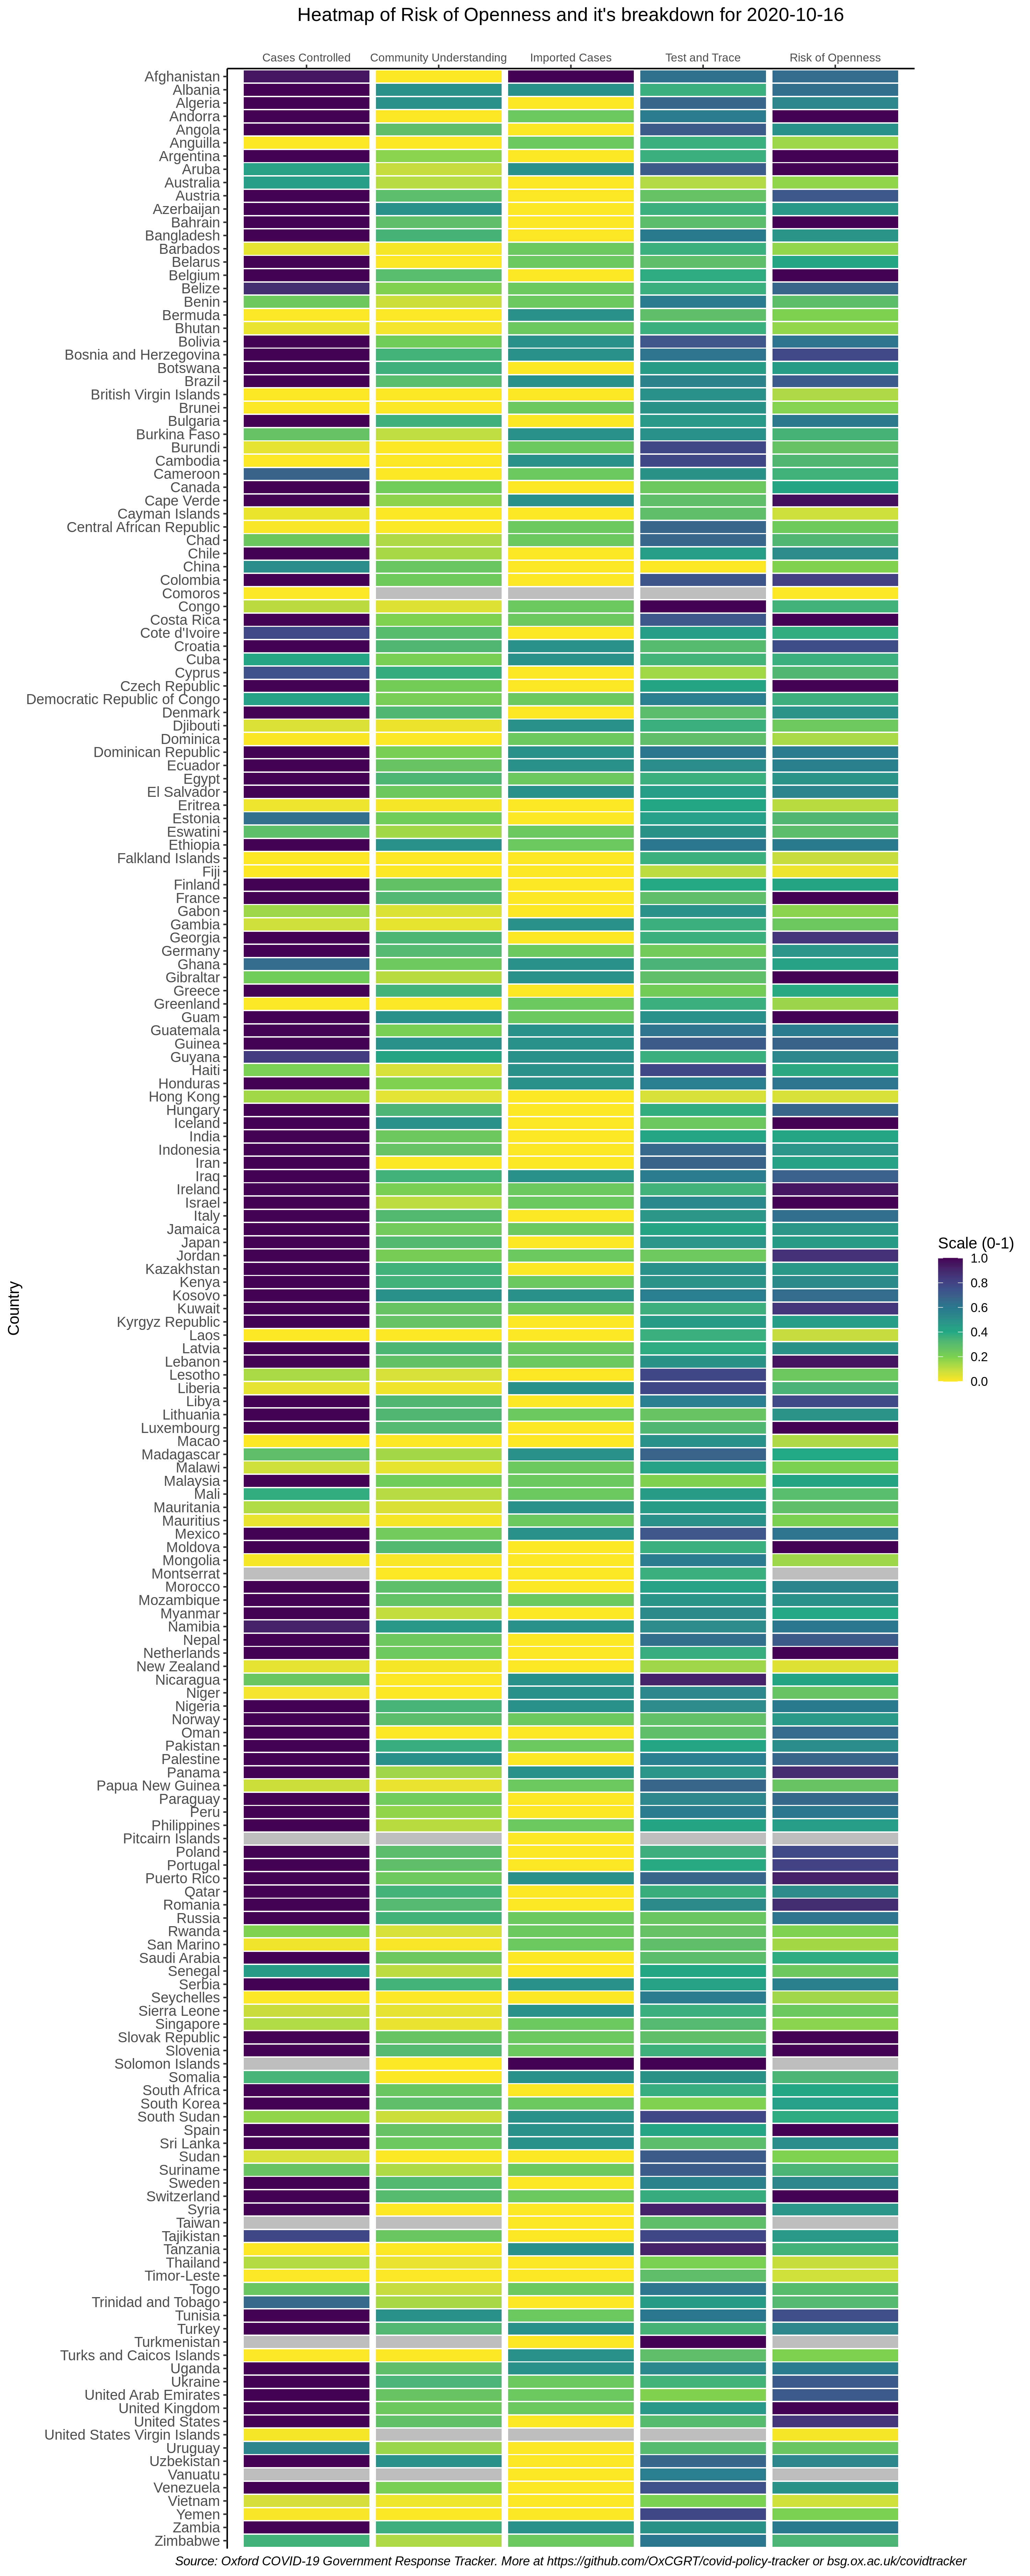 Heatmap of Risk of Openness and it's breakdown for 2020-10-16
Cases Controlled
Community Understanding
Imported Cases
Test and Trace
Risk of Openness
Country
Afghanistan
Albania
Algeria
Andorra
Angola
Anguilla
Argentina
Aruba
Australia
Austria
Azerbaijan
Bahrain
Bangladesh
Barbados
Belarus
Belgium
Belize
Benin
Bermuda
Bhutan
Bolivia
Bosnia and Herzegovina
Botswana
Brazil
British Virgin Islands
Brunei
Bulgaria
Burkina Faso
Burundi
Cambodia
Cameroon
Canada
Cape Verde
Cayman Islands
Central African Republic
Chad
Chile
China
Colombia
Comoros
Congo
Costa Rica
Cote d'Ivoire
Croatia
Cuba
Cyprus
Czech Republic
Democratic Republic of Congo
Denmark
Djibouti
Dominica
Dominican Republic
Ecuador
Egypt
El Salvador
Eritrea
Estonia
Eswatini
Ethiopia
Falkland Islands
Fiji
Finland
France
Gabon
Gambia
Georgia
Germany
Ghana
Gibraltar
Greece
Greenland
Guam
Guatemala
Guinea
Guyana
Haiti
Honduras
Hong Kong
Hungary
Iceland
India
Indonesia
Iran
Iraq
Ireland
Israel
Italy
Jamaica
Japan
Jordan
Kazakhstan
Kenya
Kosovo
Kuwait
Kyrgyz Republic
Laos
Latvia
Lebanon
Lesotho
Liberia
Libya
Lithuania
Luxembourg
Macao
Madagascar
Malawi
Malaysia
Mali
Mauritania
Mauritius
Mexico
Moldova
Mongolia
Montserrat
Morocco
Mozambique
Myanmar
Namibia
Nepal
Netherlands
New Zealand
Nicaragua
Niger
Nigeria
Norway
Oman
Pakistan
Palestine
Panama
Papua New Guinea
Paraguay
Peru
Philippines
Pitcairn Islands
Poland
Portugal
Puerto Rico
Qatar
Romania
Russia
Rwanda
San Marino
Saudi Arabia
Senegal
Serbia
Seychelles
Sierra Leone
Singapore
Slovak Republic
Slovenia
Solomon Islands
Somalia
South Africa
South Korea
South Sudan
Spain
Sri Lanka
Sudan
Suriname
Sweden
Switzerland
Syria
Taiwan
Tajikistan
Tanzania
Thailand
Timor-Leste
Togo
Trinidad and Tobago
Tunisia
Turkey
Turkmenistan
Turks and Caicos Islands
Uganda
Ukraine
United Arab Emirates
United Kingdom
United States
United States Virgin Islands
Uruguay
Uzbekistan
Vanuatu
Venezuela
Vietnam
Yemen
Zambia
Zimbabwe
Scale (0-1)
1.0
0.8
0.6
0.4
0.2
0.0
Source: Oxford COVID-19 Government Response Tracker. More at https://github.com/OxCGRT/covid-policy-tracker or bsg.ox.ac.uk/covidtracker